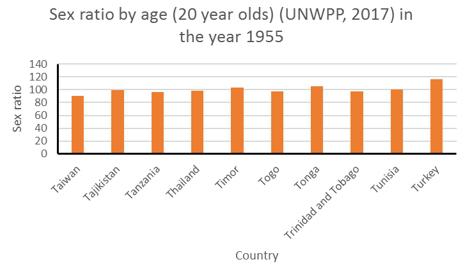 Sex ratio by age (20 year olds) (UNWPP, 2017) in
the year 1955
140
120
100
80
60
40
20
0
Sex ratio
Taiwan
Tajikistan
Tanzania
Thailand
Timor
Togo
Tonga
Trinidad and Tobago
Tunisia
Turkey
Country